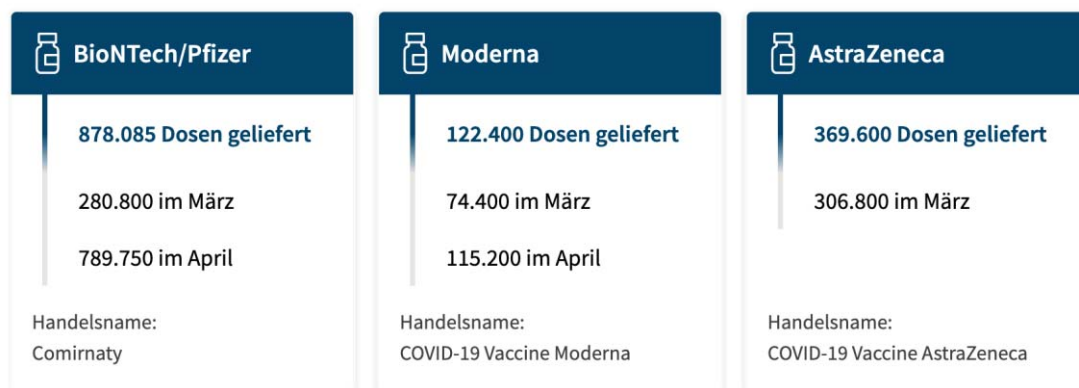 BioNTech/Pfizer
878.085 Dosen geliefert
280.800 im März
789.750 im April
Handelsname:
Comirnaty
Moderna
122.400 Dosen geliefert
74.400 im März
115.200 im April
Handelsname:
COVID-19 Vaccine Moderna
AstraZeneca
369.600 Dosen geliefert
306.800 im März
Handelsname:
COVID-19 Vaccine AstraZeneca